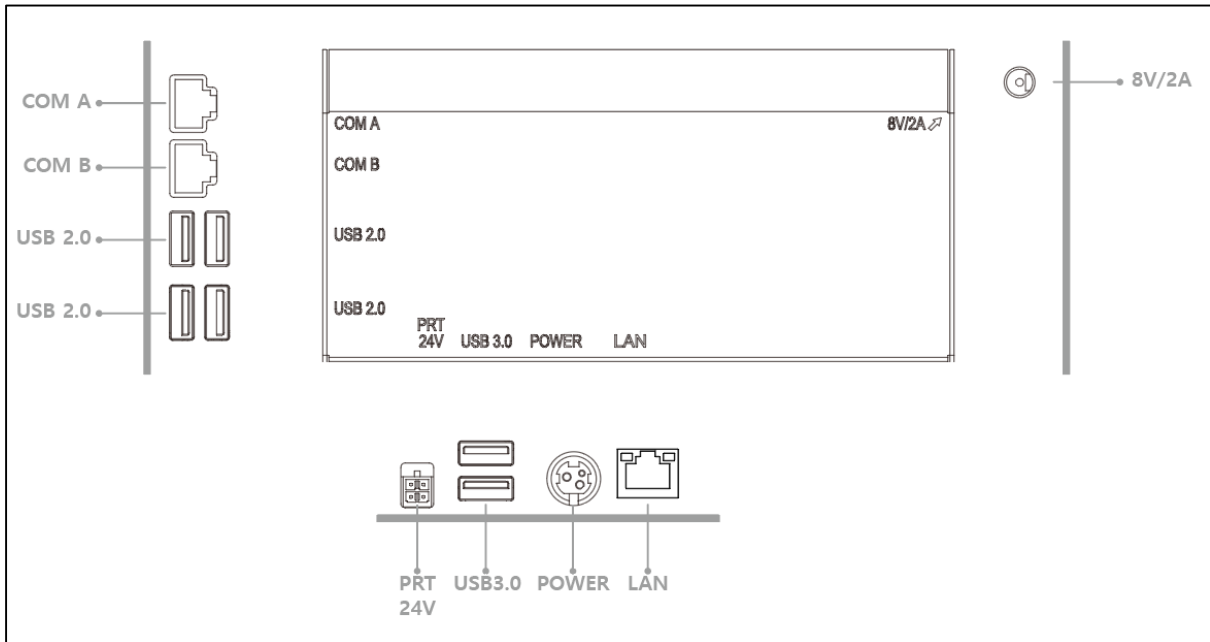 COM A
COM B
USB 2.0
USB 2.0
COM A
COM B
USB 2.0
USB 2.0
PRT
24V
USB 3.0
POWER
LAN
8V/2A
8V/2A
PRT
24V
USB3.0
POWER
LAN